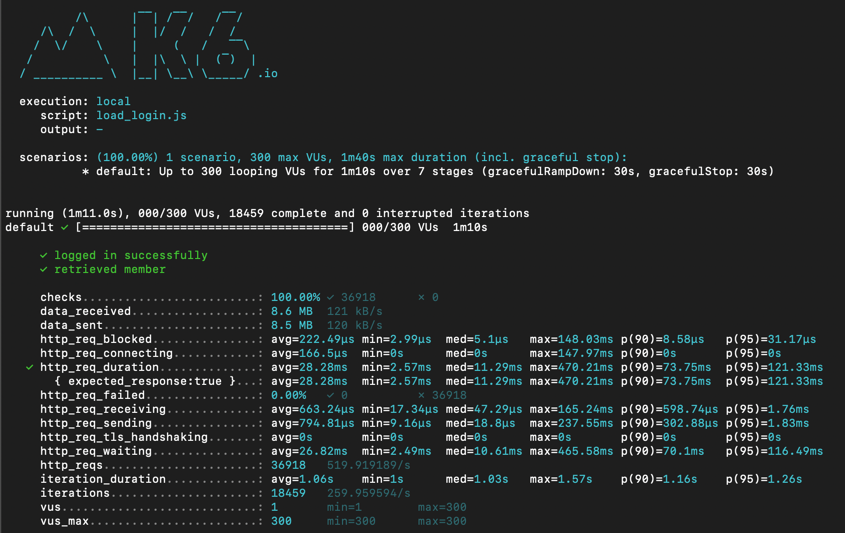 /\      |‾‾| /‾‾/   /‾‾/
/\  /  \     |  |/  /   /  /
/  \/    \    |     (   /   ‾‾\
/          \   |  |\  \ |  (‾)  |
/ __________ \  |__| \__\ \_____/ .io
execution: local
script: load_login.js
output: -
scenarios: (100.00%) 1 scenario, 300 max VUs, 1m40s max duration (incl. graceful stop):
* default: Up to 300 looping VUs for 1m10s over 7 stages (gracefulRampDown: 30s, gracefulStop: 30s)
running (1m11.0s), 000/300 VUs, 18459 complete and 0 interrupted iterations
default ✓ [======================================] 000/300 VUs  1m10s
✓ logged in successfully
✓ retrieved member
checks.........................: 100.00% ✓ 36918      ✗ 0
data_received..................: 8.6 MB  121 kB/s
data_sent......................: 8.5 MB  120 kB/s
http_req_blocked...............: avg=222.49µs min=2.99µs  med=5.1µs   max=148.03ms p(90)=8.58µs   p(95)=31.17µs
http_req_connecting............: avg=166.5µs  min=0s      med=0s      max=147.97ms p(90)=0s       p(95)=0s
✓ http_req_duration..............: avg=28.28ms  min=2.57ms  med=11.29ms max=470.21ms p(90)=73.75ms  p(95)=121.33ms
{ expected_response:true }...: avg=28.28ms  min=2.57ms  med=11.29ms max=470.21ms p(90)=73.75ms  p(95)=121.33ms
http_req_failed................: 0.00%   ✓ 0          ✗ 36918
http_req_receiving.............: avg=663.24µs min=17.34µs med=47.29µs max=165.24ms p(90)=598.74µs p(95)=1.76ms
http_req_sending...............: avg=794.81µs min=9.16µs  med=18.8µs  max=237.55ms p(90)=302.88µs p(95)=1.83ms
http_req_tls_handshaking.......: avg=0s       min=0s      med=0s      max=0s       p(90)=0s       p(95)=0s
http_req_waiting...............: avg=26.82ms  min=2.49ms  med=10.61ms max=465.58ms p(90)=70.1ms   p(95)=116.49ms
http_reqs......................: 36918   519.919189/s
iteration_duration.............: avg=1.06s    min=1s      med=1.03s   max=1.57s    p(90)=1.16s    p(95)=1.26s
iterations.....................: 18459   259.959594/s
vus............................: 1       min=1        max=300
vus_max........................: 300     min=300      max=300